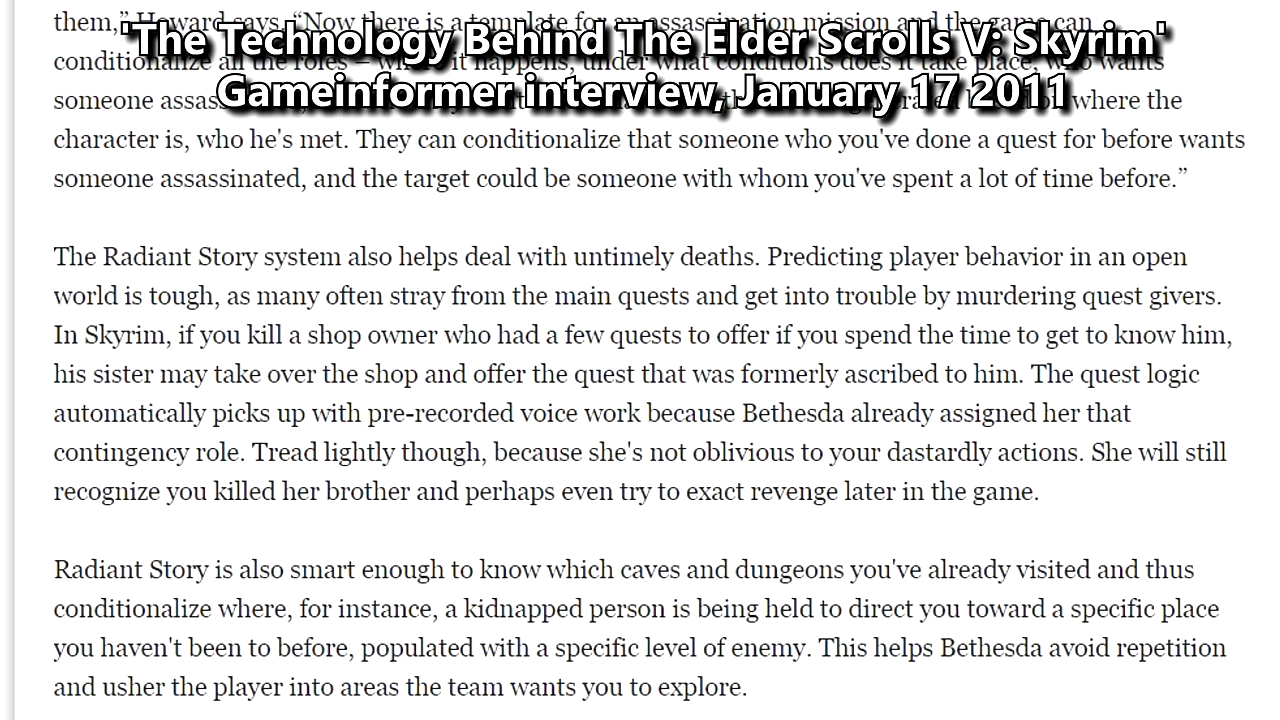 them,” Howard says. “Now there is a template for an assassination mission and the game can
'The Technology Behind The Elder Scrolls V: Skyrim'
conditionalize all the roles – where it happens, under what conditions does it take place, who wants
Gameinformer interview, January 17 2011
someone assas where the
character is, who he's met. They can conditionalize that someone who you've done a quest for before wants
someone assassinated, and the target could be someone with whom you've spent a lot of time before.”
The Radiant Story system also helps deal with untimely deaths. Predicting player behavior in an open
world is tough, as many often stray from the main quests and get into trouble by murdering quest givers.
In Skyrim, if you kill a shop owner who had a few quests to offer if you spend the time to get to know him,
his sister may take over the shop and offer the quest that was formerly ascribed to him. The quest logic
automatically picks up with pre-recorded voice work because Bethesda already assigned her that
contingency role. Tread lightly though, because she's not oblivious to your dastardly actions. She will still
recognize you killed her brother and perhaps even try to exact revenge later in the game.
Radiant Story is also smart enough to know which caves and dungeons you've already visited and thus
conditionalize where, for instance, a kidnapped person is being held to direct you toward a specific place
you haven't been to before, populated with a specific level of enemy. This helps Bethesda avoid repetition
and usher the player into areas the team wants you to explore.